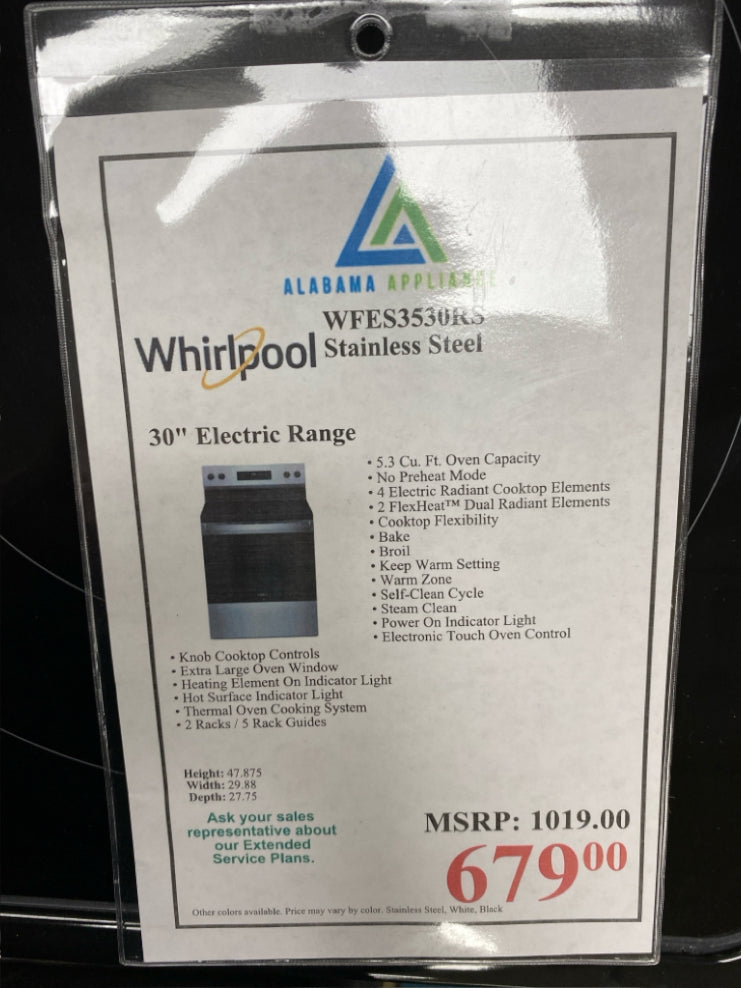 ALABAMA APPLIANCE
WFES3530RS
Whirlpool Stainless Steel
30" Electric Range
• 5.3 Cu. Ft. Oven Capacity
• No Preheat Mode
• 4 Electric Radiant Cooktop Elements
• 2 FlexHeat™ Dual Radiant Elements
• Cooktop Flexibility
• Bake
• Broil
• Keep Warm Setting
• Warm Zone
• Self-Clean Cycle
• Steam Clean
• Power On Indicator Light
• Electronic Touch Oven Control
• Knob Cooktop Controls
• Extra Large Oven Window
• Heating Element On Indicator Light
• Hot Surface Indicator Light
• Thermal Oven Cooking System
• 2 Racks / 5 Rack Guides
Height: 47.875
Width: 29.88
Depth: 27.75
Ask your sales
representative about
our Extended
Service Plans.
MSRP: 1019.00
67900
Other colors available. Price may vary by color. Stainless Steel, White, Black